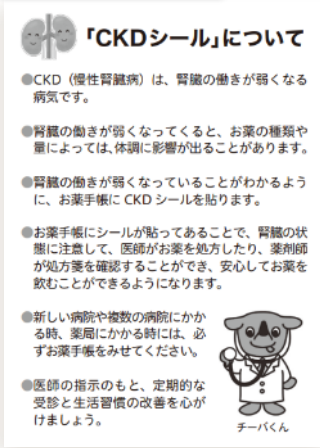 「CKDシール」について
●CKD（慢性腎臓病）は、腎臓の働きが弱くなる
病気です。
●腎臓の働きが弱くなってくると、お薬の種類や
量によっては、体調に影響が出ることがあります。
●腎臓の働きが弱くなっていることがわかるよう
に、お薬手帳に CKD シールを貼ります。
●お薬手帳にシールが貼ってあることで、腎臓の状
態に注意して、医師がお薬を処方したり、薬剤師
が処方箋を確認することができ、安心してお薬を
飲むことができるようになります。
●新しい病院や複数の病院にかか
る時、薬局にかかる時には、必
ずお薬手帳をみせてください。
●医師の指示のもと、定期的な
受診と生活習慣の改善を心が
けましょう。
チーバくん